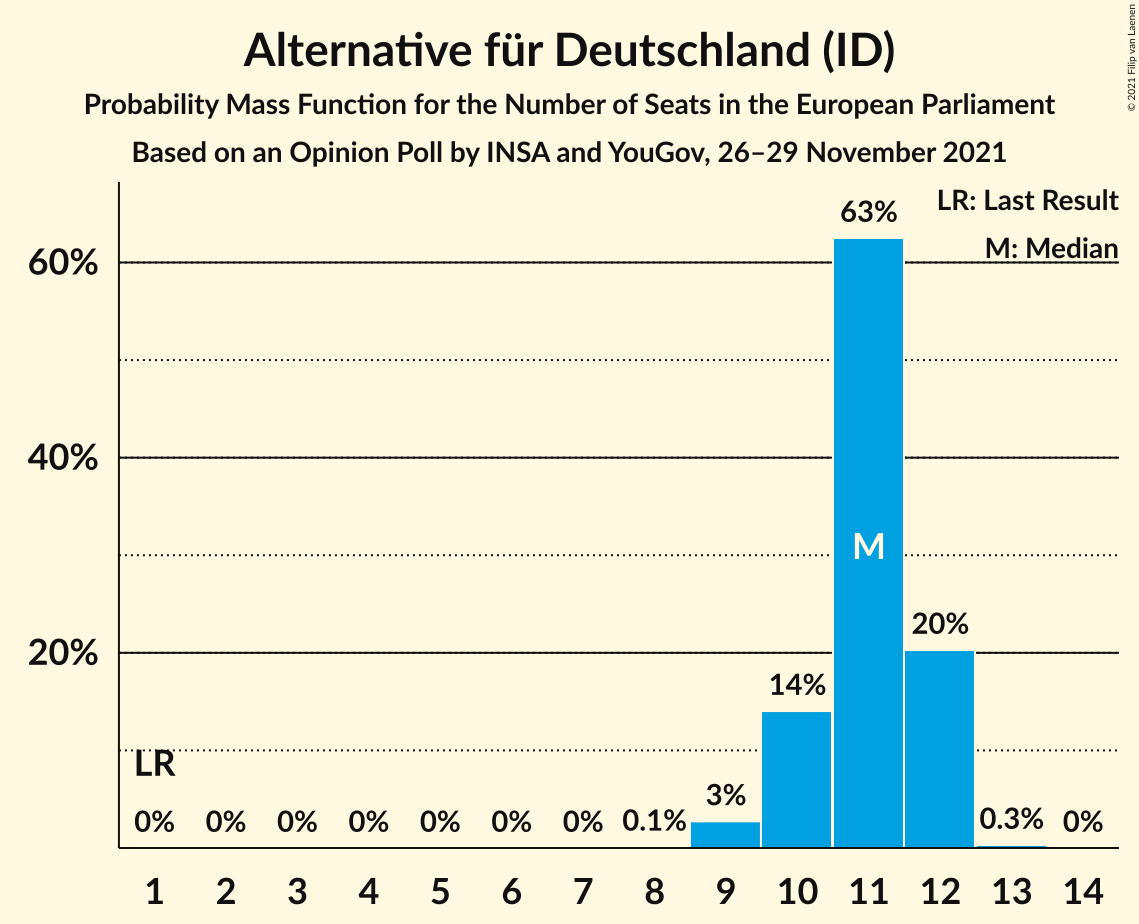 Alternative für Deutschland (ID)
Probability Mass Function for the Number of Seats in the European Parliament
Based on an Opinion Poll by INSA and YouGov, 26–29 November 2021
© 2021 Filip van Laenen
LR: Last Result
M: Median
60%
40%
20%
LR
M
0%
0%
0%
0%
0%
0%
0%
0.1%
3%
14%
63%
20%
0.3%
0%
1 2 3 4 5 6 7 8 9 10 11 12 13 14